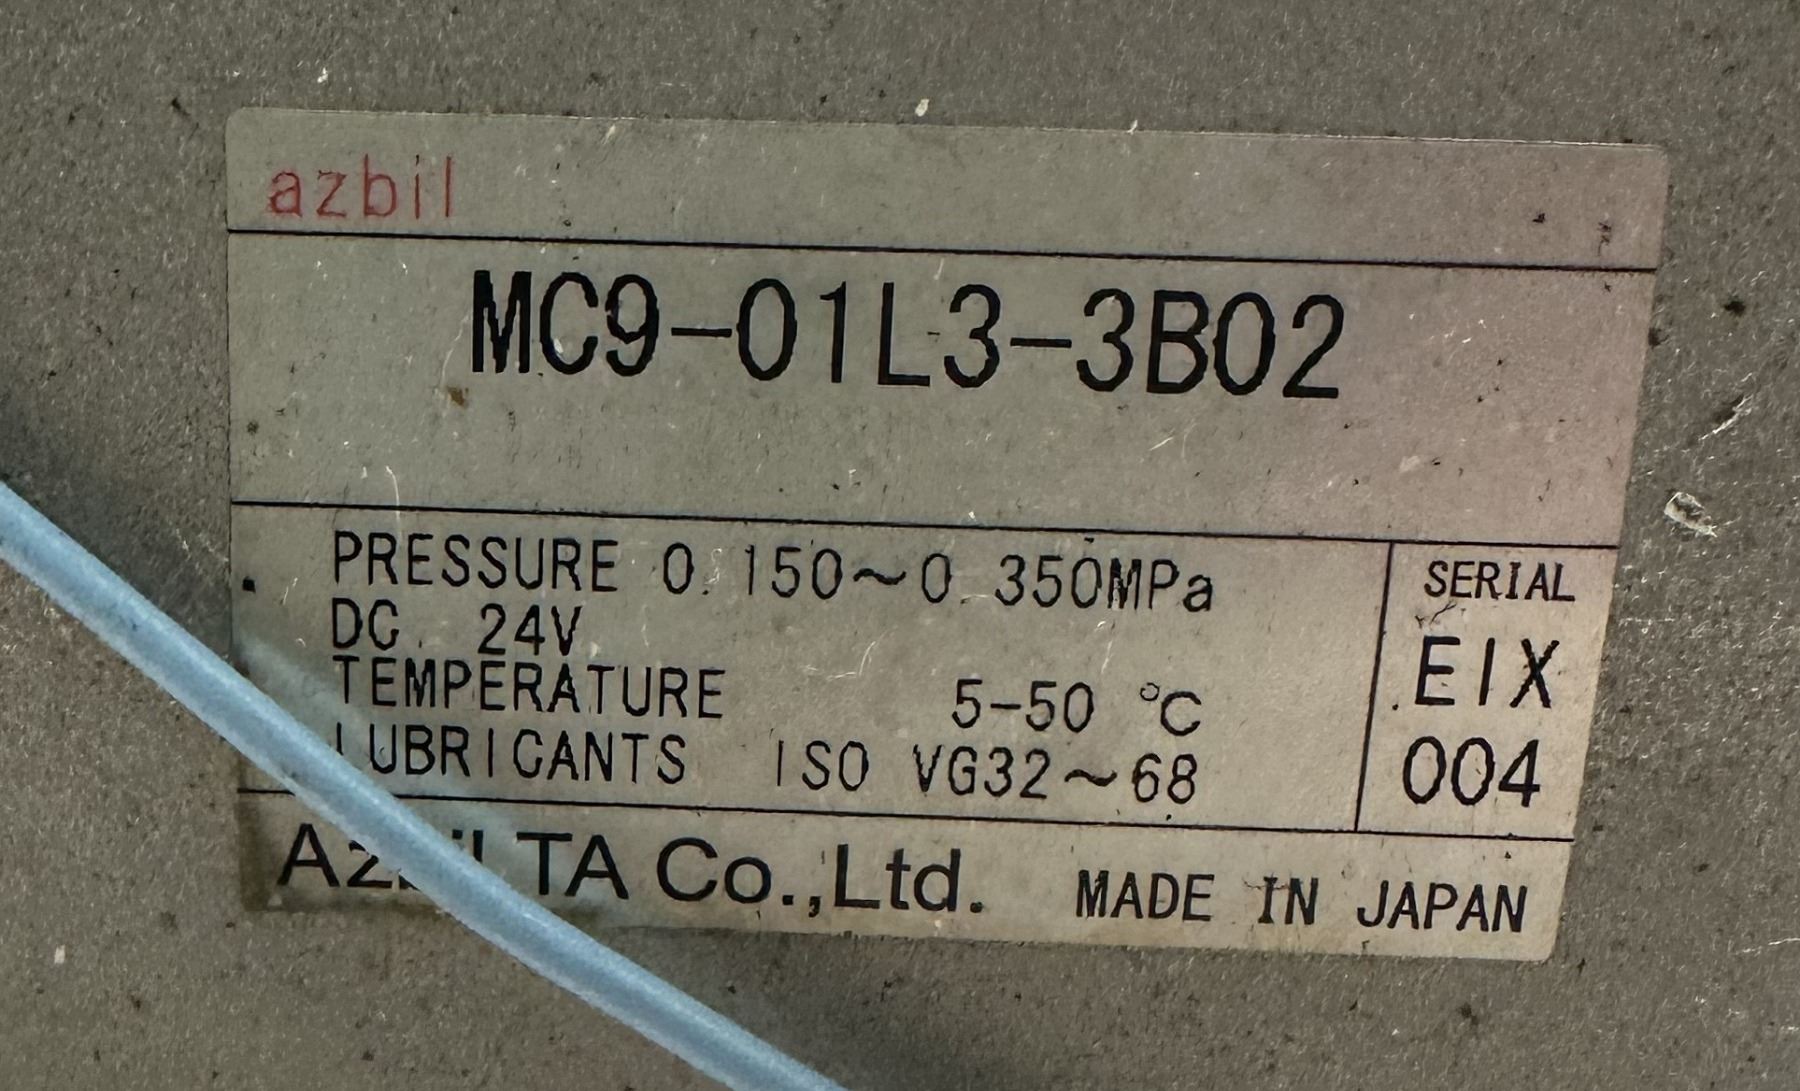 azbil
MC9-01L3-3B02
PRESSURE 0.150~0.350MPa
DC. 24V
TEMPERATURE 5-50 ℃
LUBRICANTS ISO VG32~68
SERIAL
EIX
004
Azbil TA Co.,Ltd. MADE IN JAPAN